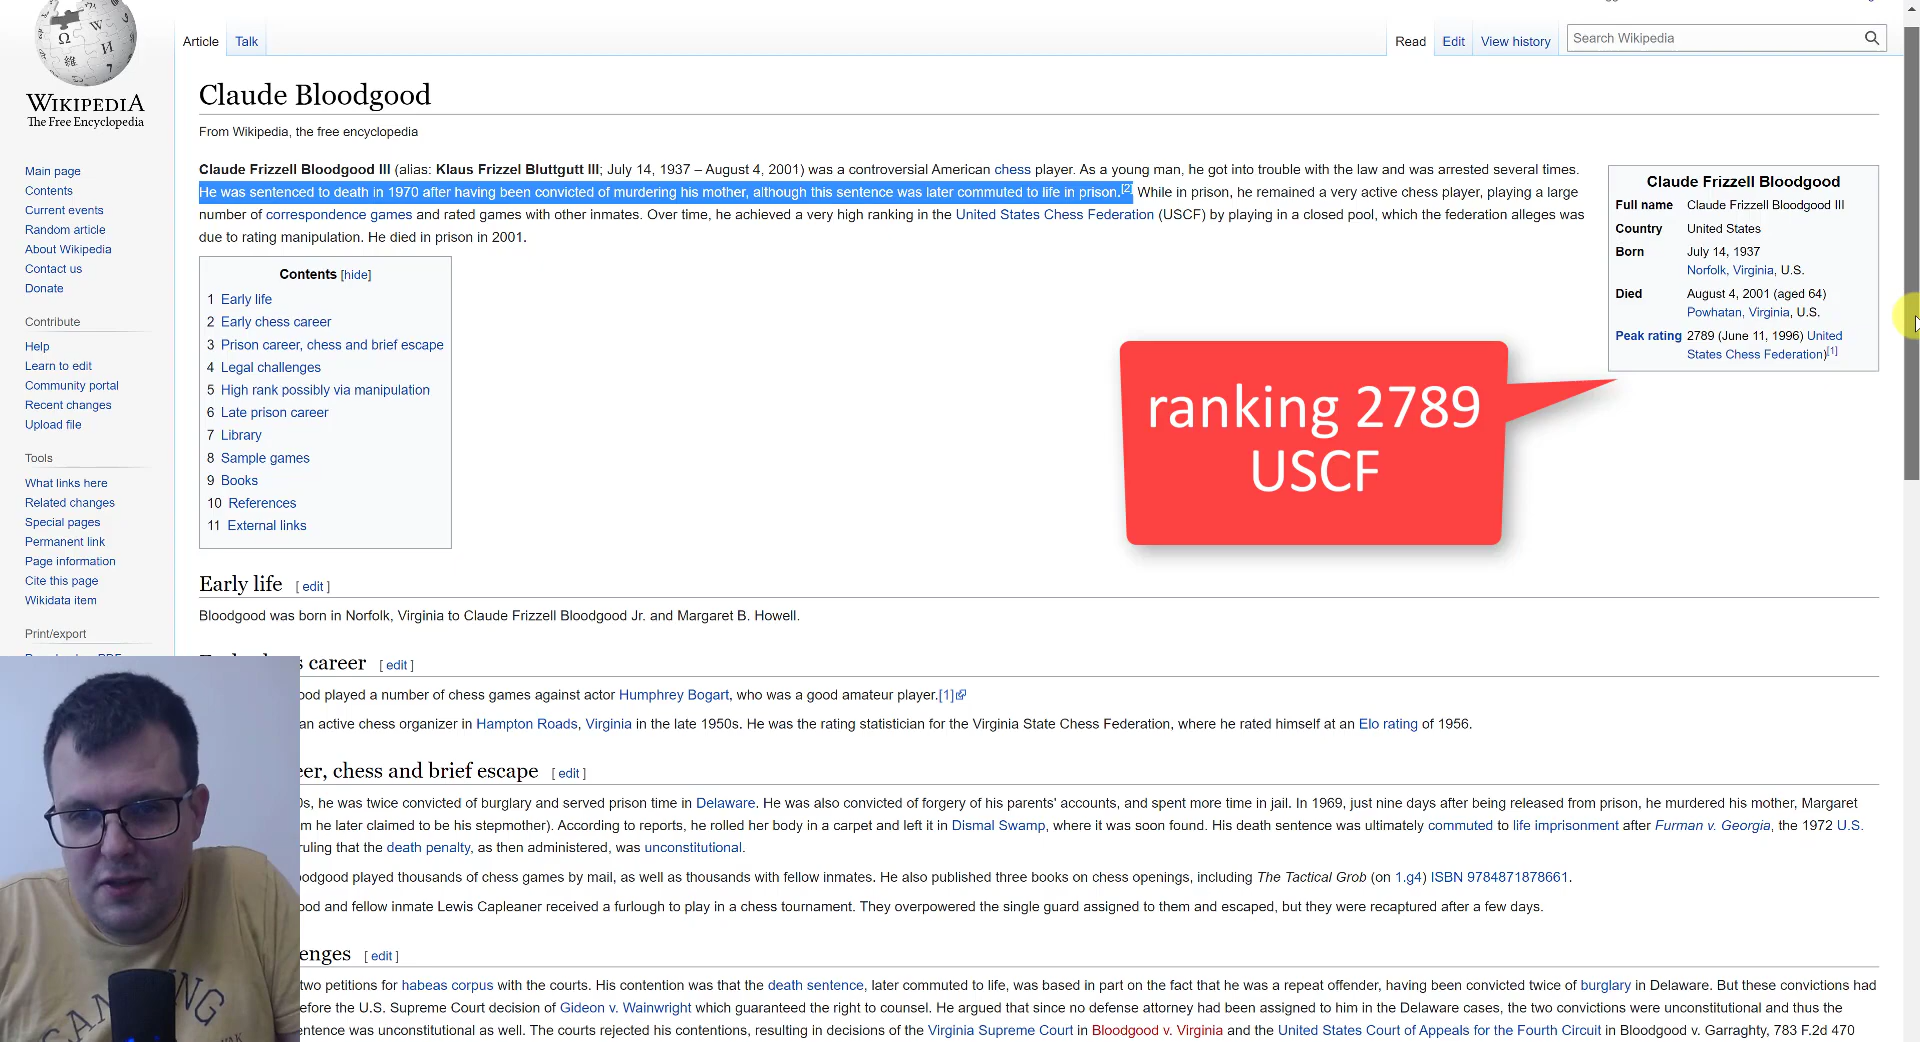 Article
Talk
Read
Edit
View history
Search Wikipedia
WIKIPEDIA
The Free Encyclopedia
Main page
Contents
Current events
Random article
About Wikipedia
Contact us
Donate
Contribute
Help
Learn to edit
Community portal
Recent changes
Upload file
Tools
What links here
Related changes
Special pages
Permanent link
Page information
Cite this page
Wikidata item
Print/export
Claude Bloodgood
From Wikipedia, the free encyclopedia
Claude Frizzell Bloodgood III (alias: Klaus Frizzel Bluttgutt III; July 14, 1937 – August 4, 2001) was a controversial American chess player. As a young man, he got into trouble with the law and was arrested several times.
He was sentenced to death in 1970 after having been convicted of murdering his mother, although this sentence was later commuted to life in prison.[2] While in prison, he remained a very active chess player, playing a large
number of correspondence games and rated games with other inmates. Over time, he achieved a very high ranking in the United States Chess Federation (USCF) by playing in a closed pool, which the federation alleges was
due to rating manipulation. He died in prison in 2001.
Claude Frizzell Bloodgood
Full name Claude Frizzell Bloodgood III
Country United States
Born July 14, 1937
Norfolk, Virginia, U.S.
Died August 4, 2001 (aged 64)
Powhatan, Virginia, U.S.
Peak rating 2789 (June 11, 1996) United
States Chess Federation)[1]
Contents [hide]
1 Early life
2 Early chess career
3 Prison career, chess and brief escape
4 Legal challenges
5 High rank possibly via manipulation
6 Late prison career
7 Library
8 Sample games
9 Books
10 References
11 External links
ranking 2789
USCF
Early life [ edit ]
Bloodgood was born in Norfolk, Virginia to Claude Frizzell Bloodgood Jr. and Margaret B. Howell.
career [ edit ]
ood played a number of chess games against actor Humphrey Bogart, who was a good amateur player.[1]
an active chess organizer in Hampton Roads, Virginia in the late 1950s. He was the rating statistician for the Virginia State Chess Federation, where he rated himself at an Elo rating of 1956.
er, chess and brief escape [ edit ]
0s, he was twice convicted of burglary and served prison time in Delaware. He was also convicted of forgery of his parents' accounts, and spent more time in jail. In 1969, just nine days after being released from prison, he murdered his mother, Margaret
m he later claimed to be his stepmother). According to reports, he rolled her body in a carpet and left it in Dismal Swamp, where it was soon found. His death sentence was ultimately commuted to life imprisonment after Furman v. Georgia, the 1972 U.S.
ruling that the death penalty, as then administered, was unconstitutional.
odgood played thousands of chess games by mail, as well as thousands with fellow inmates. He also published three books on chess openings, including The Tactical Grob (on 1.g4) ISBN 9784871878661.
ood and fellow inmate Lewis Capleaner received a furlough to play in a chess tournament. They overpowered the single guard assigned to them and escaped, but they were recaptured after a few days.
enges [ edit ]
two petitions for habeas corpus with the courts. His contention was that the death sentence, later commuted to life, was based in part on the fact that he was a repeat offender, having been convicted twice of burglary in Delaware. But these convictions had
efore the U.S. Supreme Court decision of Gideon v. Wainwright which guaranteed the right to counsel. He argued that since no defense attorney had been assigned to him in the Delaware cases, the two convictions were unconstitutional and thus the
entence was unconstitutional as well. The courts rejected his contentions, resulting in decisions of the Virginia Supreme Court in Bloodgood v. Virginia and the United States Court of Appeals for the Fourth Circuit in Bloodgood v. Garraghty, 783 F.2d 470